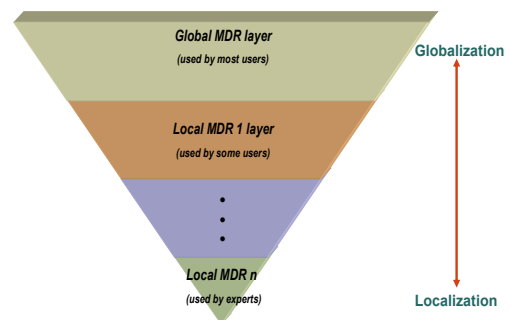 Global MDR layer
(used by most users)
Globalization
Local MDR 1 layer
(used by some users)
Local MDR n
(used by experts)
Localization